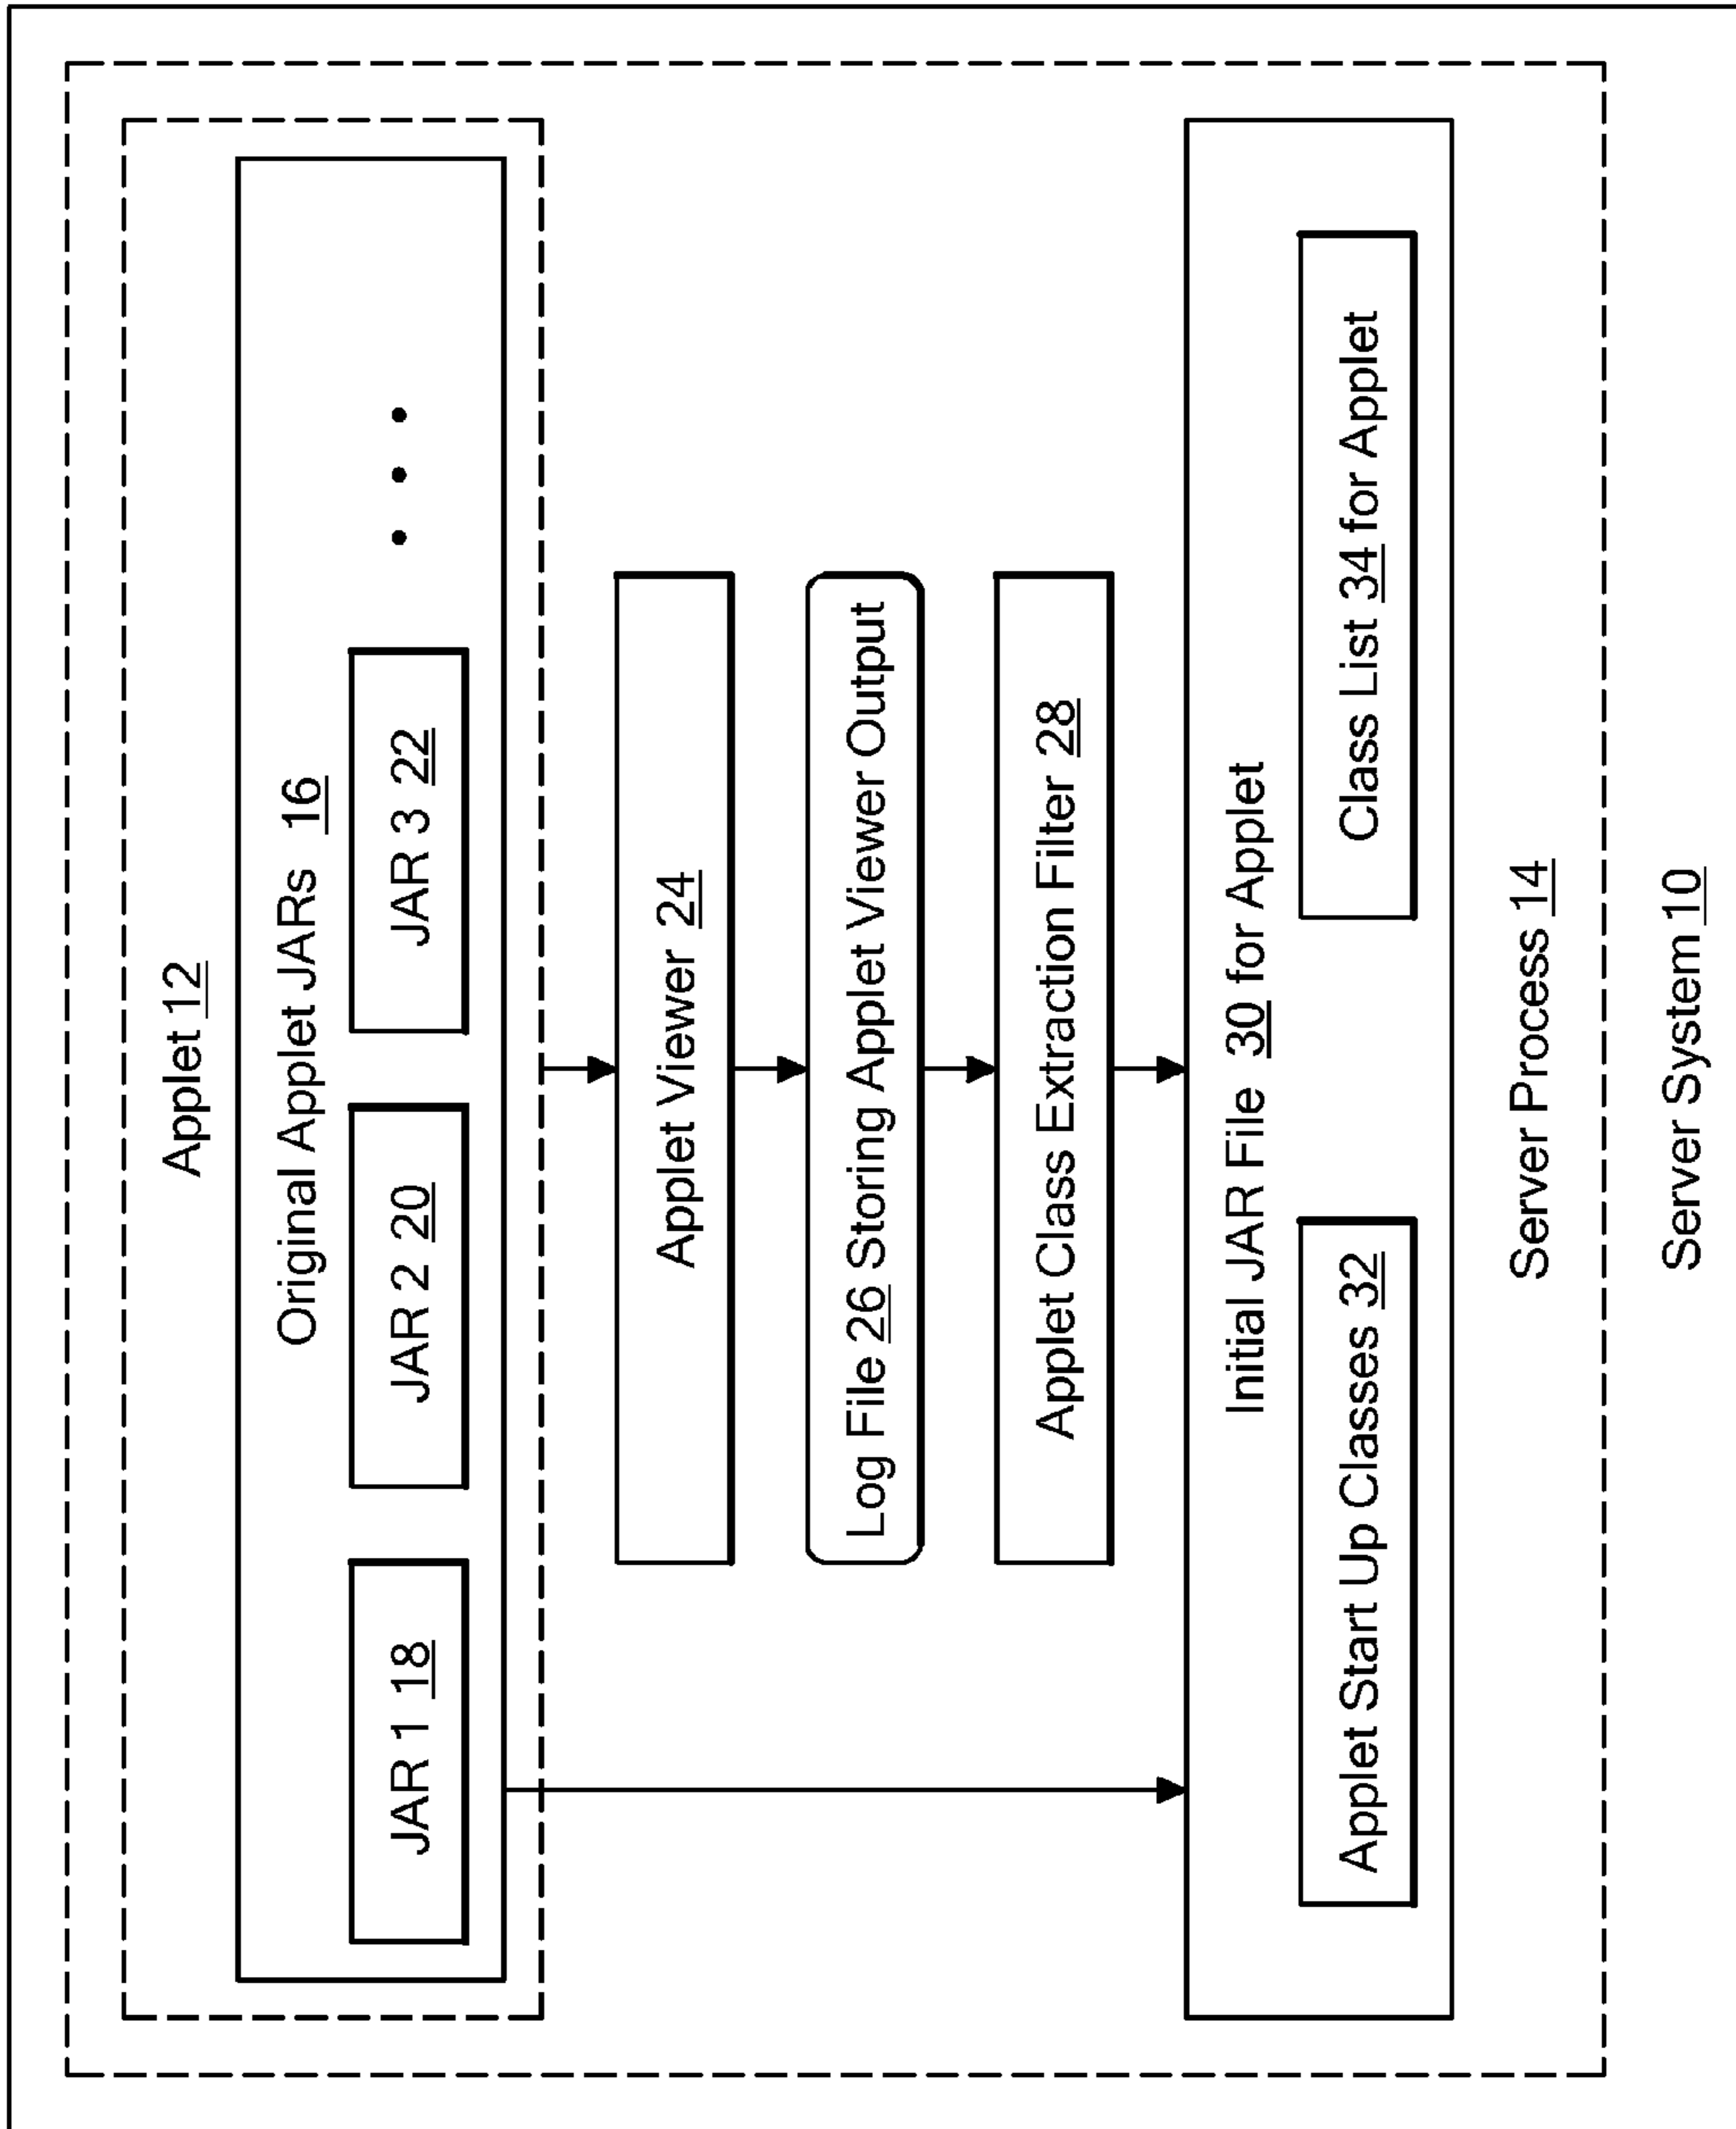 Applet 12
Original Applet JARs 16
JAR 1 18
JAR 2 20
JAR 3 22
Applet Viewer 24
Log File 26 Storing Applet Viewer Output
Applet Class Extraction Filter 28
Initial JAR File 30 for Applet
Applet Start Up Classes 32
Class List 34 for Applet
Server Process 14
Server System 10